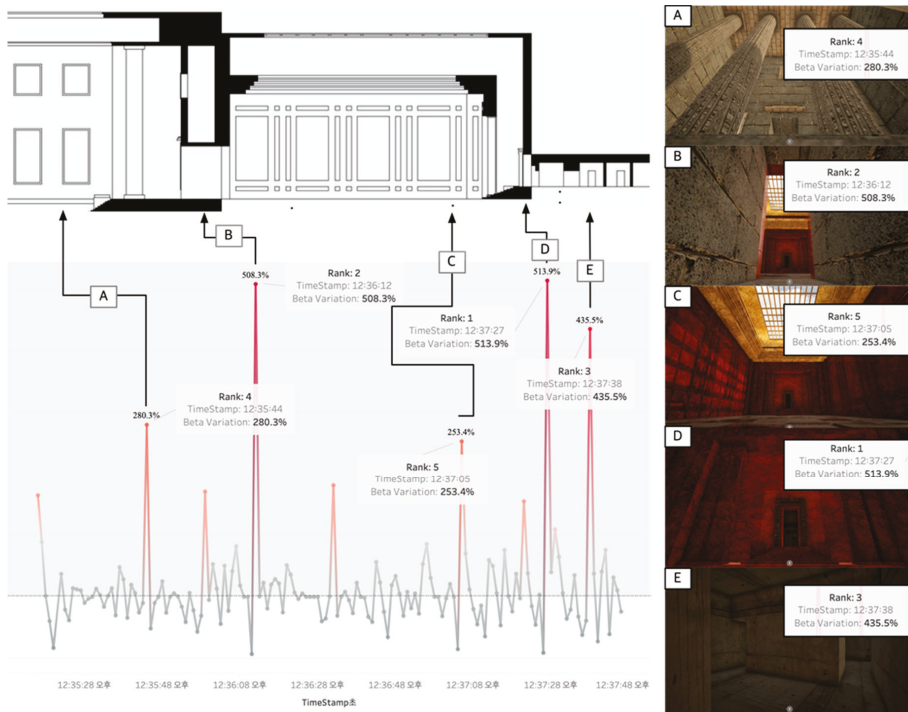 A
B
C
D
E
508.3%
Rank: 2
TimeStamp: 12:36:12
Beta Variation: 508.3%
513.9%
Rank: 1
TimeStamp: 12:37:27
Beta Variation: 513.9%
435.5%
Rank: 3
TimeStamp: 12:37:38
Beta Variation: 435.5%
280.3%
Rank: 4
TimeStamp: 12:35:44
Beta Variation: 280.3%
253.4%
Rank: 5
TimeStamp: 12:37:05
Beta Variation: 253.4%
12:35:28 오후
12:35:48 오후
12:36:08 오후
12:36:28 오후
12:36:48 오후
12:37:08 오후
12:37:28 오후
12:37:48 오후
TimeStamp초
A
Rank: 4
TimeStamp: 12:35:44
Beta Variation: 280.3%
B
Rank: 2
TimeStamp: 12:36:12
Beta Variation: 508.3%
C
Rank: 5
TimeStamp: 12:37:05
Beta Variation: 253.4%
D
Rank: 1
TimeStamp: 12:37:27
Beta Variation: 513.9%
E
Rank: 3
TimeStamp: 12:37:38
Beta Variation: 435.5%